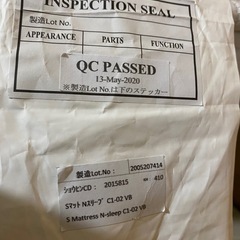 INSPECTION SEAL
製造Lot No.
APPEARANCE PARTS FUNCTION
QC PASSED
13-May-2020
※製造Lot No. は下のステッカー
製造Lot.No.: 2005207414
ショウヒンCD: 2015815 410
Sマット Nスリープ C1-02 VB
S Mattress N-sleep C1-02 VB